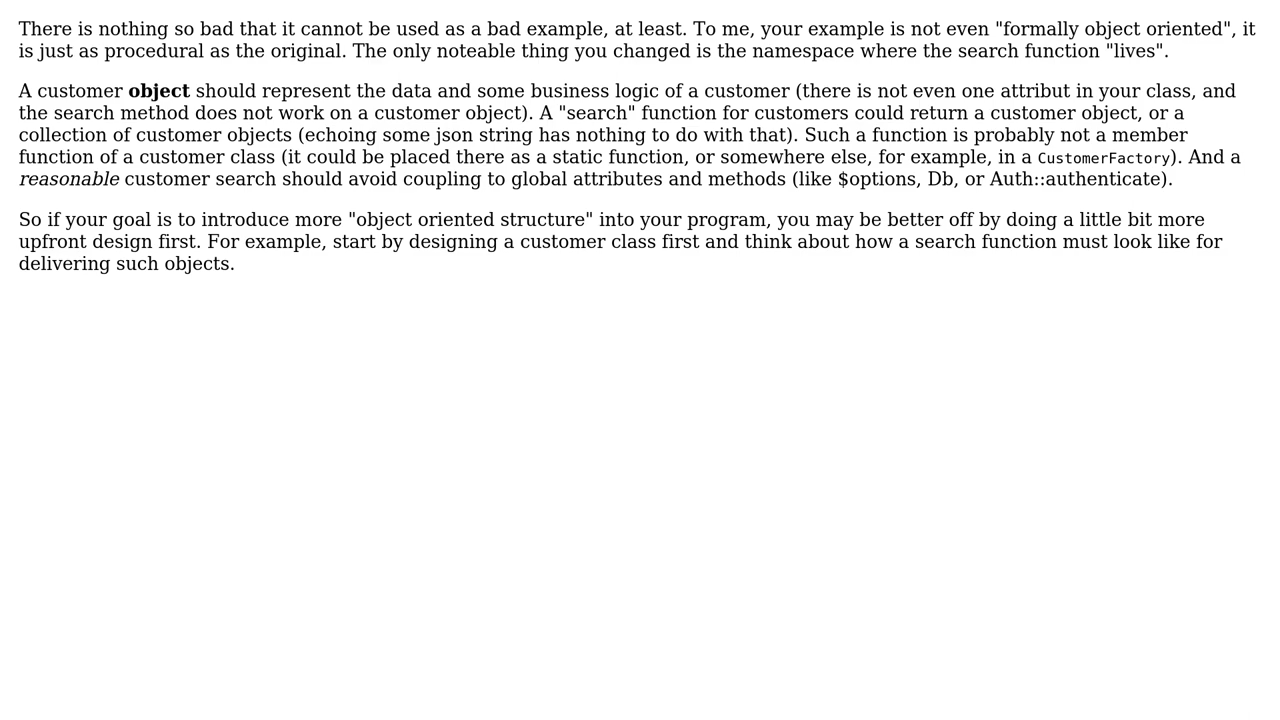 There is nothing so bad that it cannot be used as a bad example, at least. To me, your example is not even "formally object oriented", it
is just as procedural as the original. The only noteable thing you changed is the namespace where the search function "lives".
A customer object should represent the data and some business logic of a customer (there is not even one attribut in your class, and
the search method does not work on a customer object). A "search" function for customers could return a customer object, or a
collection of customer objects (echoing some json string has nothing to do with that). Such a function is probably not a member
function of a customer class (it could be placed there as a static function, or somewhere else, for example, in a CustomerFactory). And a
reasonable customer search should avoid coupling to global attributes and methods (like $options, Db, or Auth::authenticate).
So if your goal is to introduce more "object oriented structure" into your program, you may be better off by doing a little bit more
upfront design first. For example, start by designing a customer class first and think about how a search function must look like for
delivering such objects.